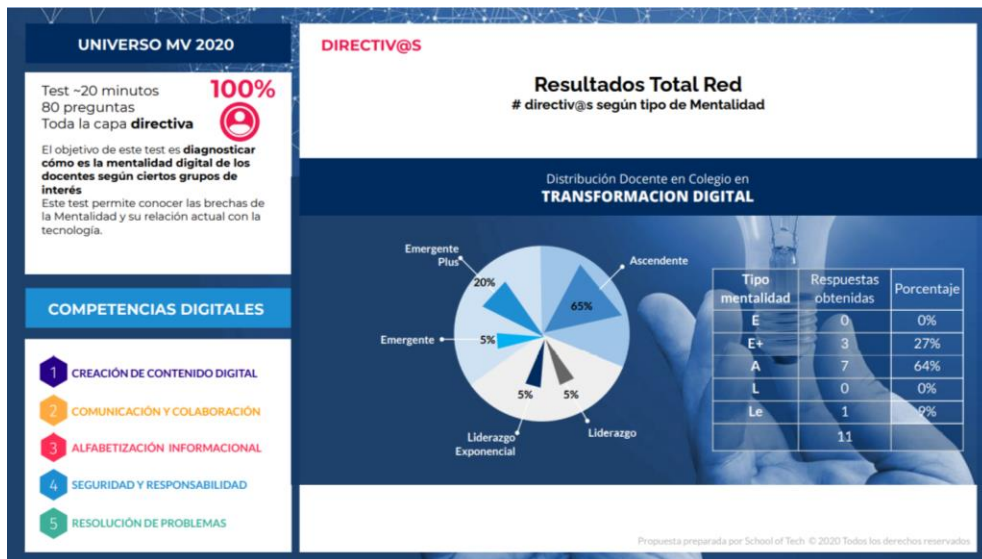 UNIVERSO MV 2020
Test ~20 minutos
80 preguntas
Toda la capa directiva
100%
El objetivo de este test es diagnosticar
cómo es la mentalidad digital de los
docentes según ciertos grupos de
interés
Este test permite conocer las brechas de
la Mentalidad y su relación actual con la
tecnología.
COMPETENCIAS DIGITALES
1 CREACIÓN DE CONTENIDO DIGITAL
2 COMUNICACIÓN Y COLABORACIÓN
3 ALFABETIZACIÓN INFORMACIONAL
4 SEGURIDAD Y RESPONSABILIDAD
5 RESOLUCIÓN DE PROBLEMAS
DIRECTIV@S
Resultados Total Red
# directiv@s según tipo de Mentalidad
Distribución Docente en Colegio en
TRANSFORMACION DIGITAL
Emergente
Plus
20%
Ascendente
65%
Emergente
5%
5%
5%
Liderazgo
Exponencial
Liderazgo
Tipo mentalidad Respuestas obtenidas Porcentaje
E 0 0%
E+ 3 27%
A 7 64%
L 0 0%
Le 1 9%
11
Propuesta preparada por School of Tech © 2020 Todos los derechos reservados